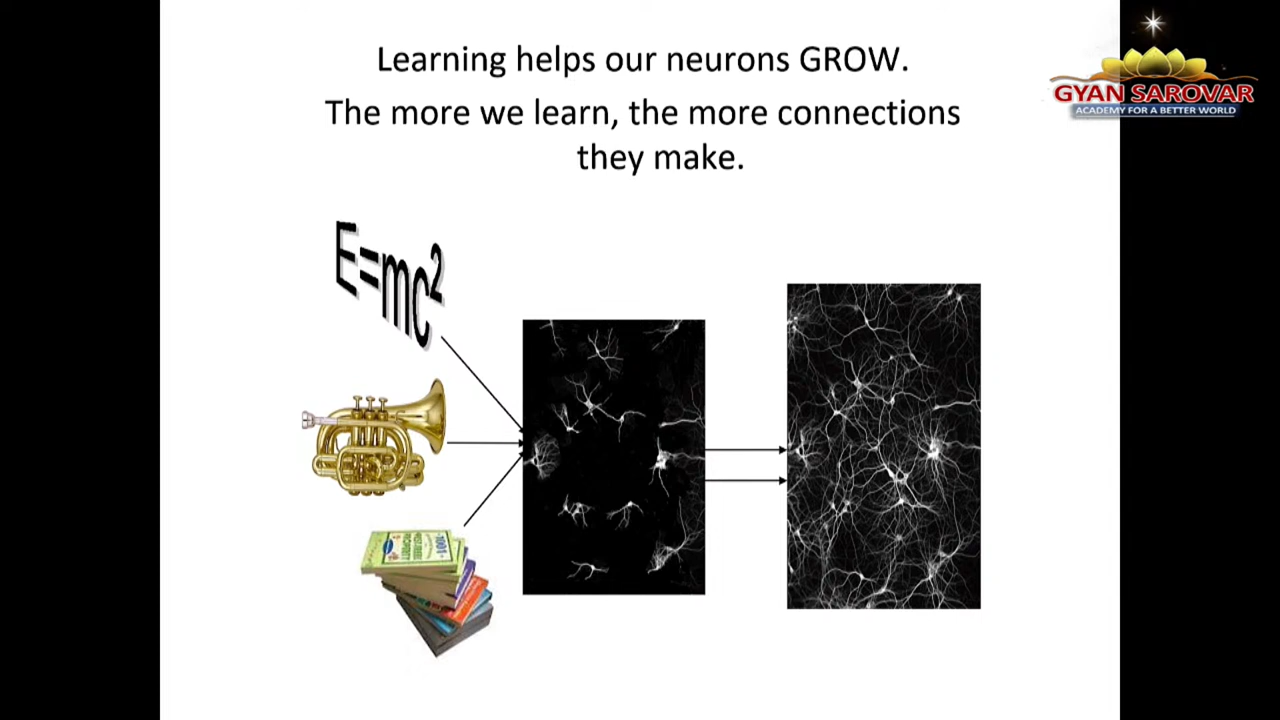 Learning helps our neurons GROW.
The more we learn, the more connections
they make.
GYAN SAROVAR
ACADEMY FOR A BETTER WORLD
E=mc²
1001